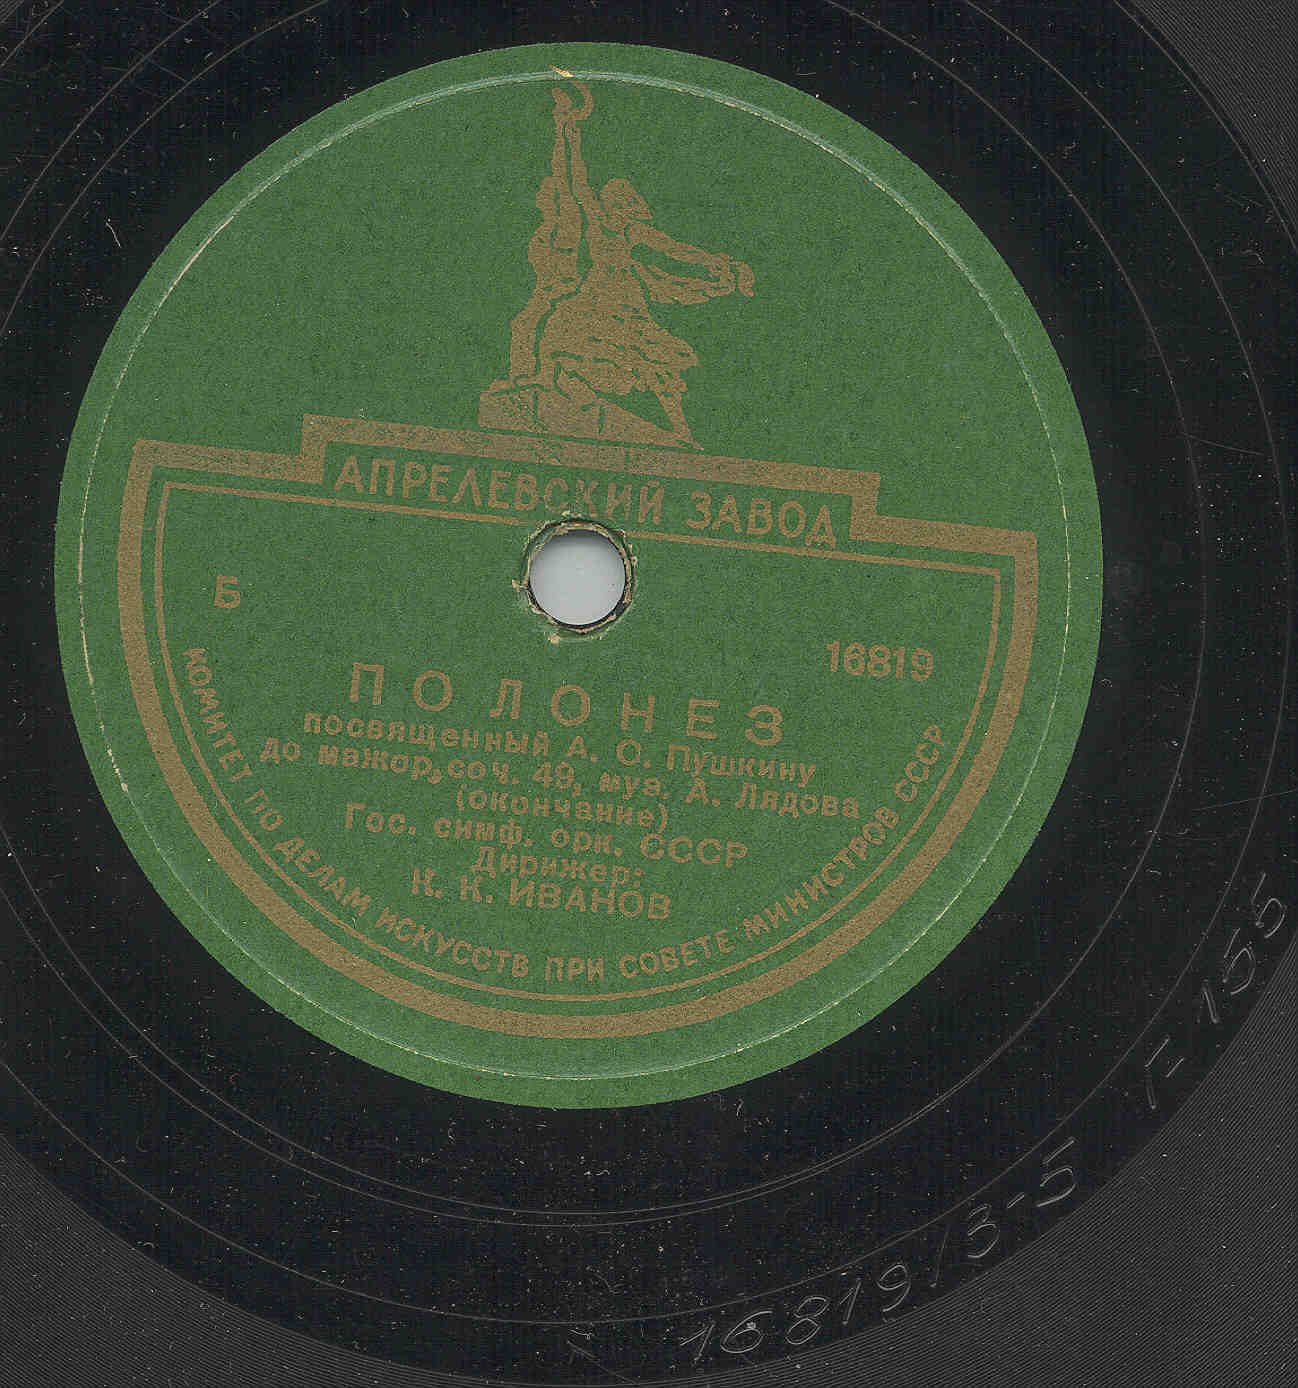 АПРЕЛЕВСКИЙ ЗАВОД
Б
16819
ПОЛОНЕЗ
посвященный А. О. Пушкину
до мажор, соч. 49, муз. А. Лядова
(окончание)
Гос. симф. орк. СССР
Дирижер:
К. К. ИВАНОВ
КОМИТЕТ ПО ДЕЛАМ ИСКУССТВ ПРИ СОВЕТЕ МИНИСТРОВ СССР
16819/3-5